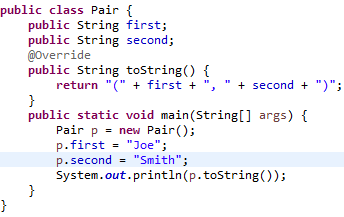 public class Pair {
    public String first;
    public String second;
    @Override
    public String toString() {
        return "(" + first + ", " + second + ")";
    }
    public static void main(String[] args) {
        Pair p = new Pair();
        p.first = "Joe";
        p.second = "Smith";
        System.out.println(p.toString());
    }
}